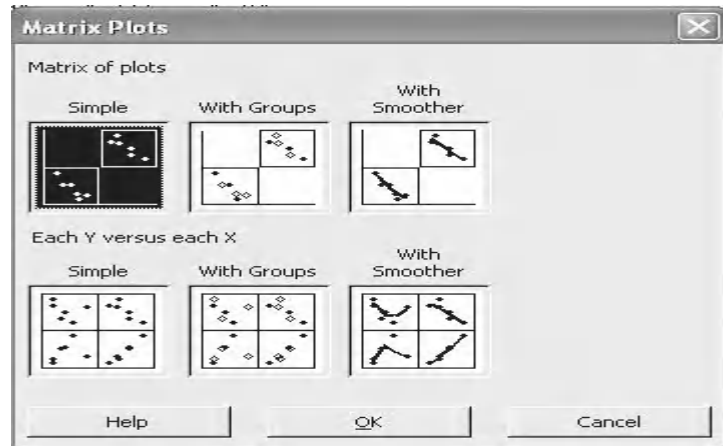 Matrix Plots
Matrix of plots
Simple
With Groups
With
Smoother
Each Y versus each X
Simple
With Groups
With
Smoother
Help
OK
Cancel